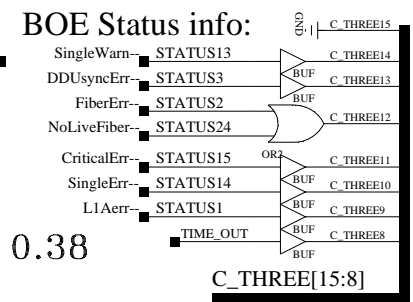 BOE Status info:
GND C_THREE15
SingleWarn-- STATUS13 C_THREE14
BUF
DDUsyncErr-- STATUS3 C_THREE13
BUF
FiberErr-- STATUS2
C_THREE12
NoLiveFiber-- STATUS24
OR2
CriticalErr-- STATUS15 C_THREE11
BUF
SingleErr-- STATUS14 C_THREE10
BUF
L1Aerr-- STATUS1 C_THREE9
BUF
TIME_OUT C_THREE8
BUF
0.38
C_THREE[15:8]